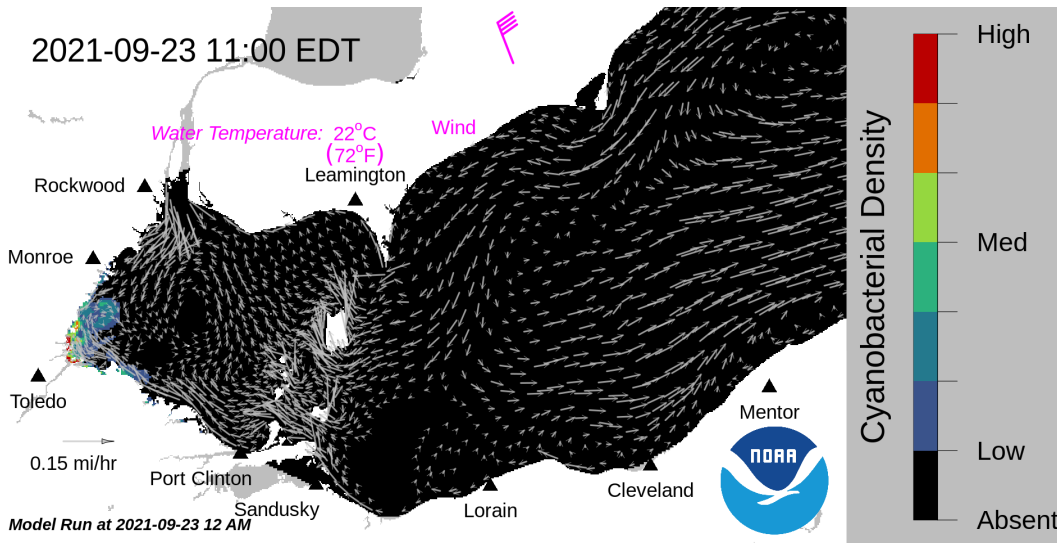 2021-09-23 11:00 EDT
High
Water Temperature: 22°C
(72°F)
Wind
Leamington
Rockwood
Monroe
Med
Cyanobacterial Density
Toledo
Mentor
0.15 mi/hr
NOAA
Low
Port Clinton
Cleveland
Sandusky
Lorain
Model Run at 2021-09-23 12 AM
Absent